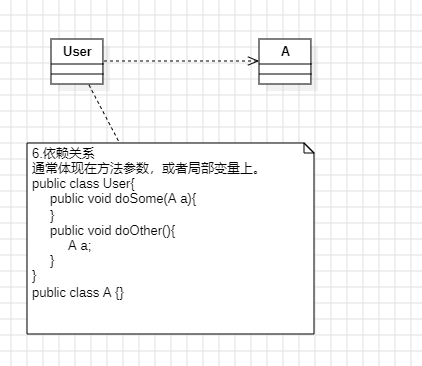 User
A
6.依赖关系
通常体现在方法参数，或者局部变量上。
public class User{
public void doSome(A a){
}
public void doOther(){
A a;
}
}
public class A {}